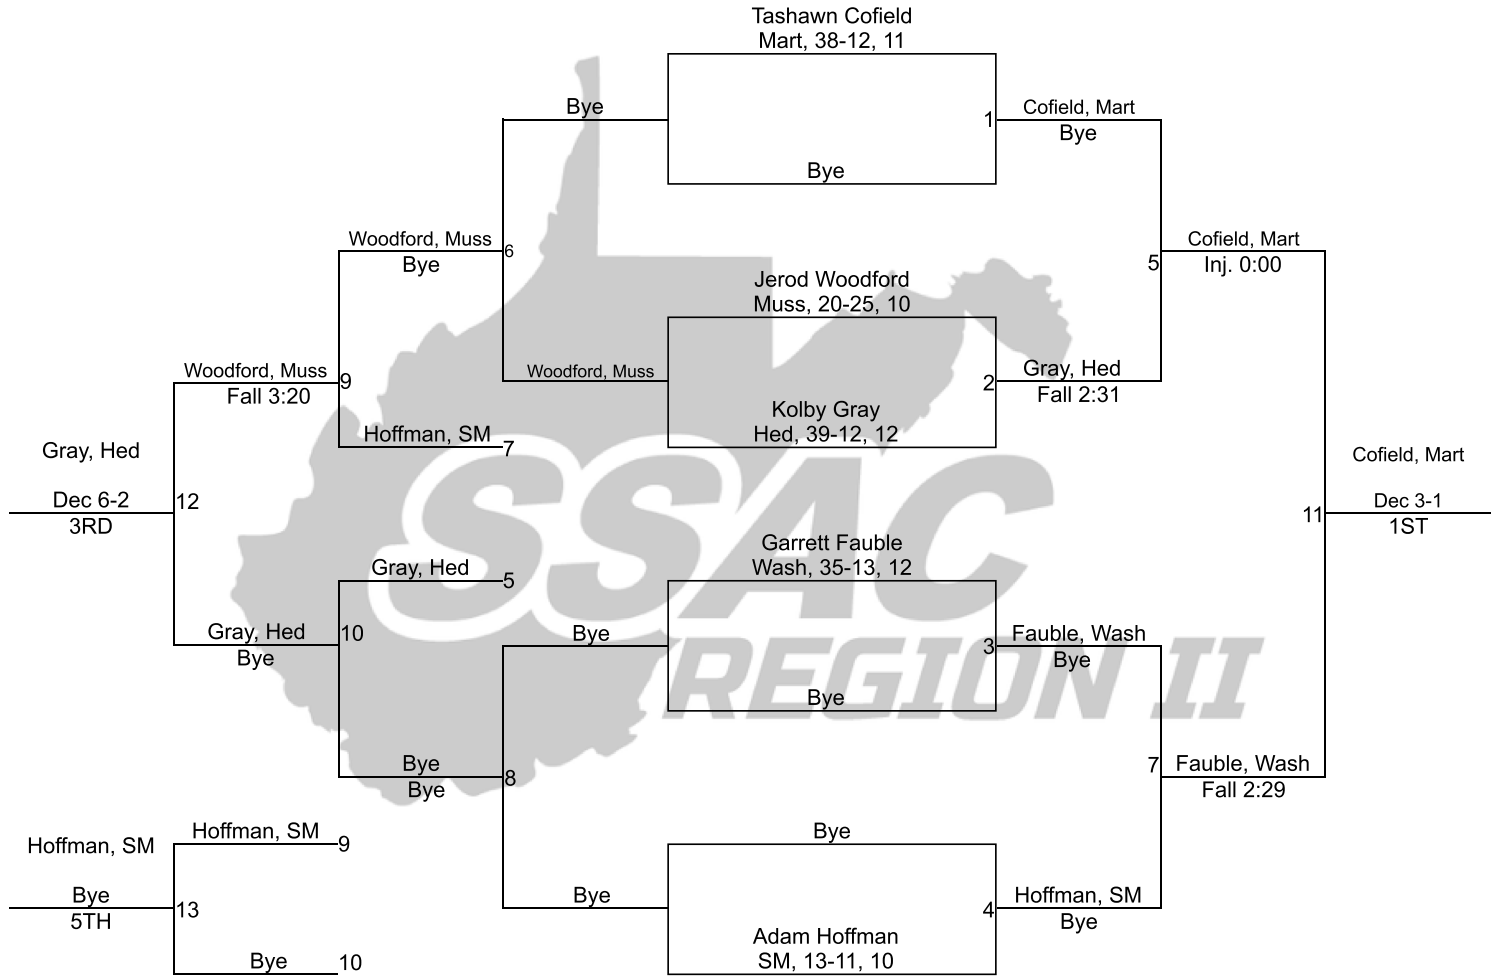 Tashawn Cofield
Mart, 38-12, 11
Bye
1
Cofield, Mart
Bye
Bye
Woodford, Muss
6
Bye
Cofield, Mart
5
Inj. 0:00
Jerod Woodford
Muss, 20-25, 10
Woodford, Muss
9
Fall 3:20
Woodford, Muss
2
Gray, Hed
Fall 2:31
Kolby Gray
Hed, 39-12, 12
Hoffman, SM
7
Gray, Hed
Dec 6-2
12
3RD
Cofield, Mart
Dec 3-1
11
1ST
SSAC
REGION II
Garrett Fauble
Wash, 35-13, 12
Gray, Hed
5
Gray, Hed
10
Bye
Bye
3
Fauble, Wash
Bye
Bye
Bye
8
Bye
7
Fauble, Wash
Fall 2:29
Bye
Hoffman, SM
9
Hoffman, SM
Bye
13
5TH
Bye
4
Hoffman, SM
Bye
Adam Hoffman
SM, 13-11, 10
Bye
10